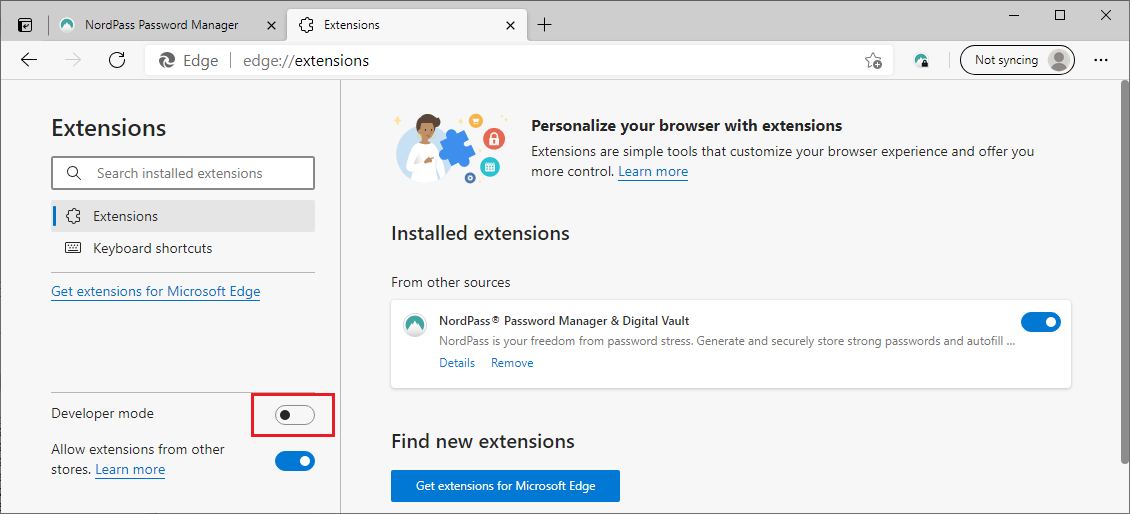 NordPass Password Manager
Extensions
Edge
edge://extensions
Not syncing
Extensions
Search installed extensions
Extensions
Keyboard shortcuts
Get extensions for Microsoft Edge
Developer mode
Allow extensions from other
stores. Learn more
Personalize your browser with extensions
Extensions are simple tools that customize your browser experience and offer you
more control. Learn more
Installed extensions
From other sources
NordPass® Password Manager & Digital Vault
NordPass is your freedom from password stress. Generate and securely store strong passwords and autofill ...
Details Remove
Find new extensions
Get extensions for Microsoft Edge